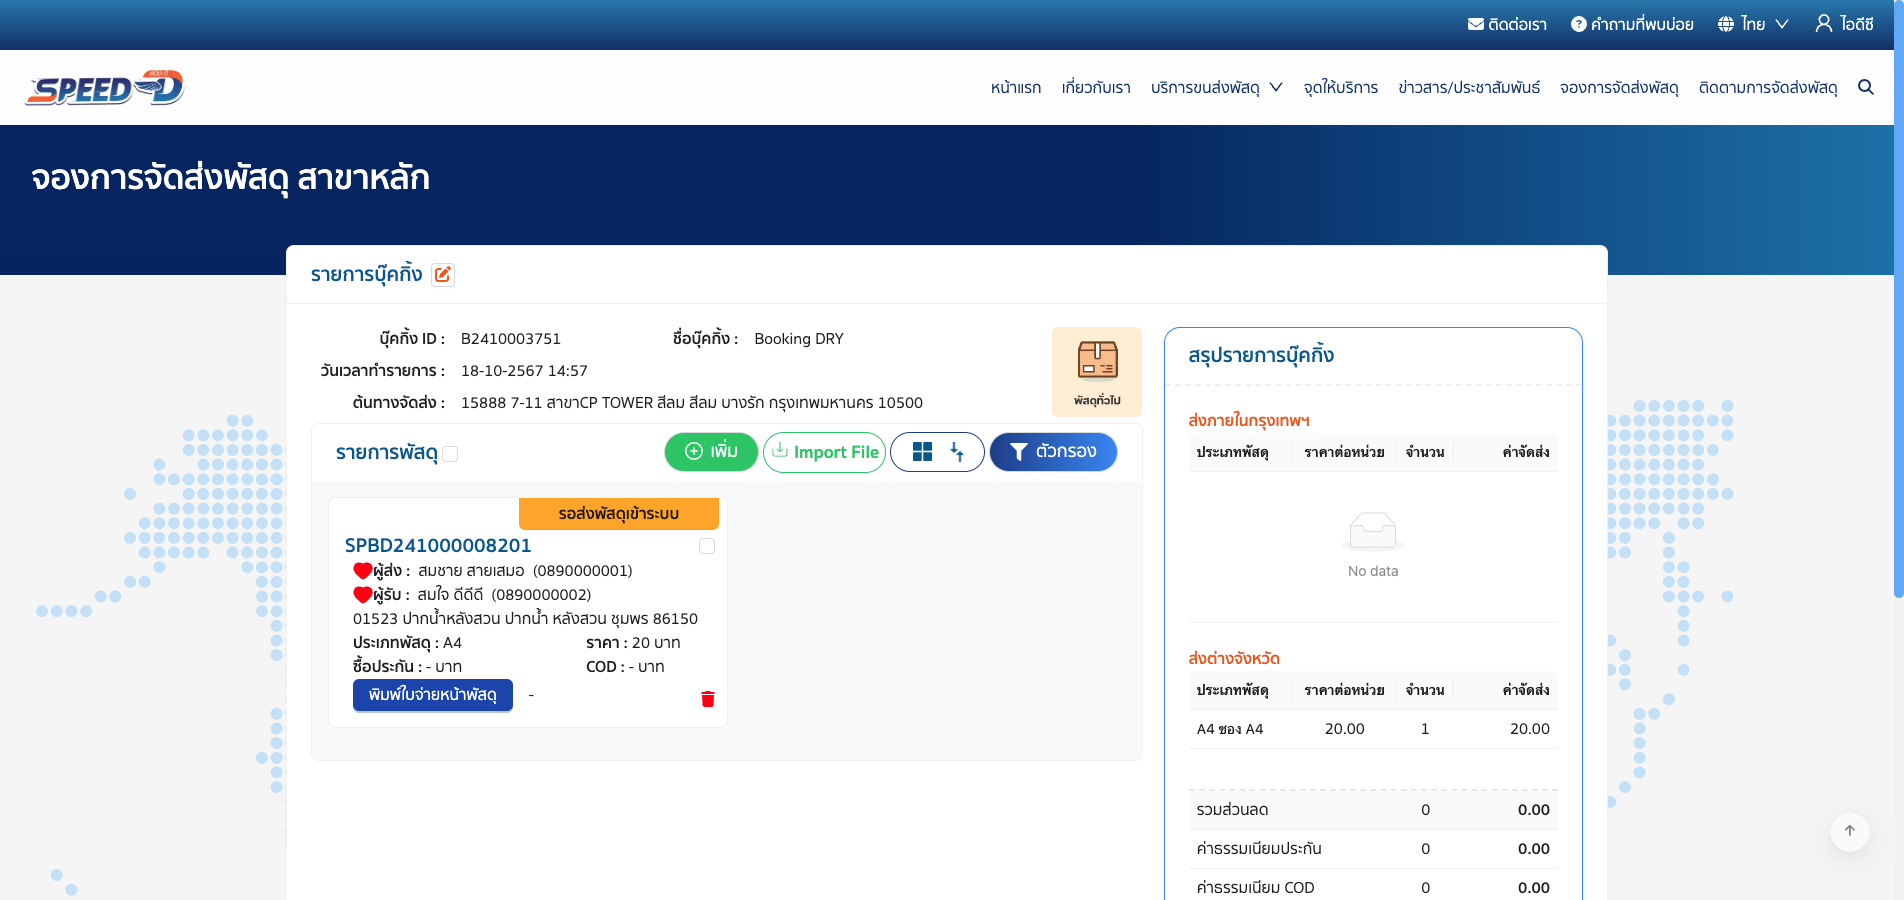 ติดต่อเรา คำถามที่พบบ่อย ไทย ไอดีซี
SPEED-D
หน้าแรก เกี่ยวกับเรา บริการขนส่งพัสดุ จุดให้บริการ ข่าวสาร/ประชาสัมพันธ์ จองการจัดส่งพัสดุ ติดตามการจัดส่งพัสดุ
จองการจัดส่งพัสดุ สาขาหลัก
รายการบุ๊คกิ้ง
บุ๊คกิ้ง ID : B2410003751 ชื่อบุ๊คกิ้ง : Booking DRY
วันเวลาทำรายการ : 18-10-2567 14:57
ต้นทางจัดส่ง : 15888 7-11 สาขาCP TOWER สีลม สีลม บางรัก กรุงเทพมหานคร 10500
พัสดุทั่วไป
รายการพัสดุ
เพิ่ม
Import File
ตัวกรอง
รอส่งพัสดุเข้าระบบ
SPBD241000008201
ผู้ส่ง : สมชาย สายเสมอ (0890000001)
ผู้รับ : สมใจ ดีดีดี (0890000002)
01523 ปากน้ำหลังสวน ปากน้ำ หลังสวน ชุมพร 86150
ประเภทพัสดุ : A4 ราคา : 20 บาท
ซื้อประกัน : - บาท COD : - บาท
พิมพ์ใบจ่ายหน้าพัสดุ -
สรุปรายการบุ๊คกิ้ง
ส่งภายในกรุงเทพฯ
ประเภทพัสดุ ราคาต่อหน่วย จำนวน ค่าจัดส่ง
No data
ส่งต่างจังหวัด
ประเภทพัสดุ ราคาต่อหน่วย จำนวน ค่าจัดส่ง
A4 ซอง A4 20.00 1 20.00
รวมส่วนลด 0 0.00
ค่าธรรมเนียมประกัน 0 0.00
ค่าธรรมเนียม COD 0 0.00